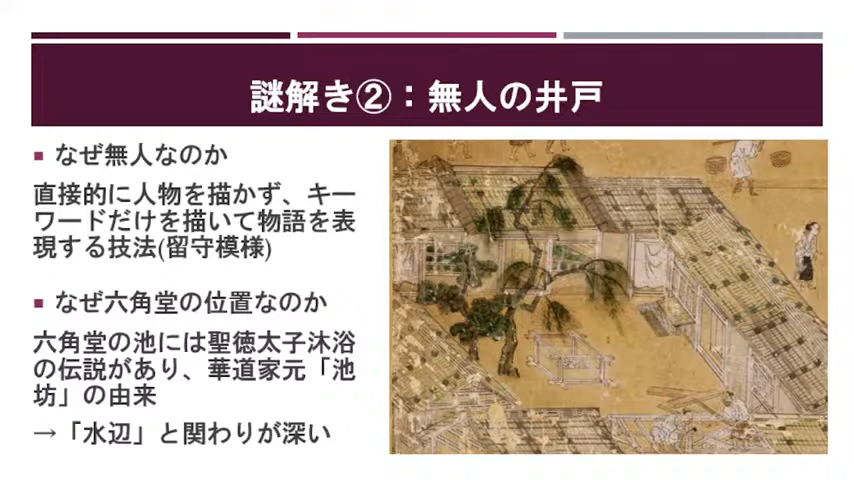 謎解き②：無人の井戸
▪ なぜ無人なのか
直接的に人物を描かず、キー
ワードだけを描いて物語を表
現する技法(留守模様)
▪ なぜ六角堂の位置なのか
六角堂の池には聖徳太子沐浴
の伝説があり、華道家元「池
坊」の由来
→「水辺」と関わりが深い